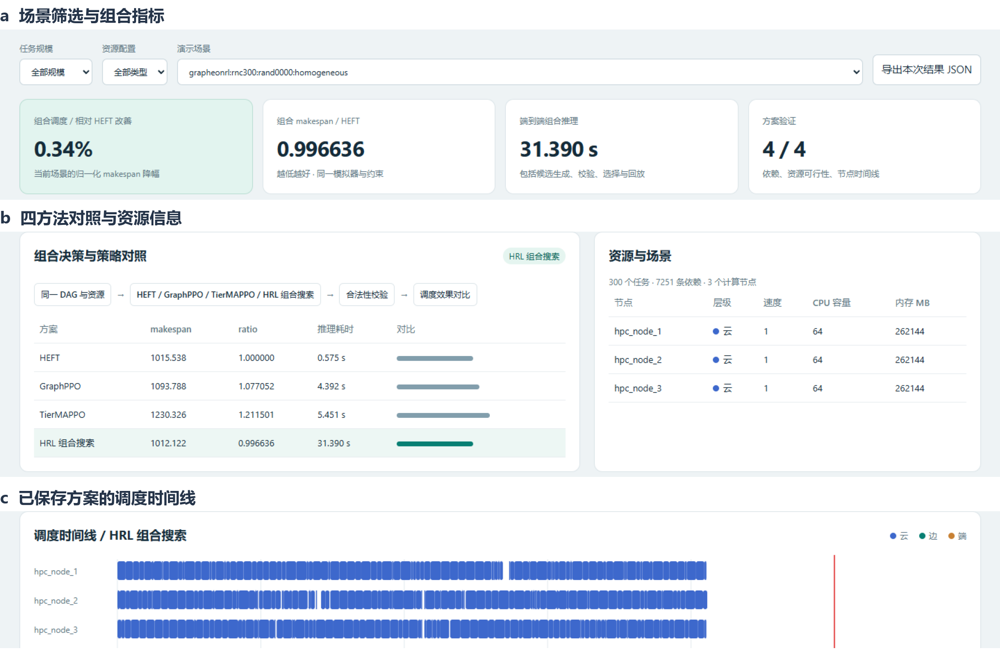 a 场景筛选与组合指标
任务规模 资源配置 演示场景
全部规模 全部类型 grapheonrl:rnc300:rand0000:homogeneous 导出本次结果 JSON
组合调度 / 相对 HEFT 改善
0.34%
当前场景的归一化 makespan 降幅
组合 makespan / HEFT
0.996636
越低越好 · 同一模拟器与约束
端到端组合推理
31.390 s
包括候选生成、校验、选择与回放
方案验证
4 / 4
依赖、资源可行性、节点时间线
b 四方法对照与资源信息
组合决策与策略对照 HRL 组合搜索
同一 DAG 与资源 → HEFT / GraphPPO / TierMAPPO / HRL 组合搜索 → 合法性校验 → 调度效果对比
方案 makespan ratio 推理耗时 对比
HEFT 1015.538 1.000000 0.575 s
GraphPPO 1093.788 1.077052 4.392 s
TierMAPPO 1230.326 1.211501 5.451 s
HRL 组合搜索 1012.122 0.996636 31.390 s
资源与场景
300 个任务 · 7251 条依赖 · 3 个计算节点
节点 层级 速度 CPU 容量 内存 MB
hpc_node_1 云 1 64 262144
hpc_node_2 云 1 64 262144
hpc_node_3 云 1 64 262144
c 已保存方案的调度时间线
调度时间线 / HRL 组合搜索 云 边 端
hpc_node_1
hpc_node_2
hpc_node_3